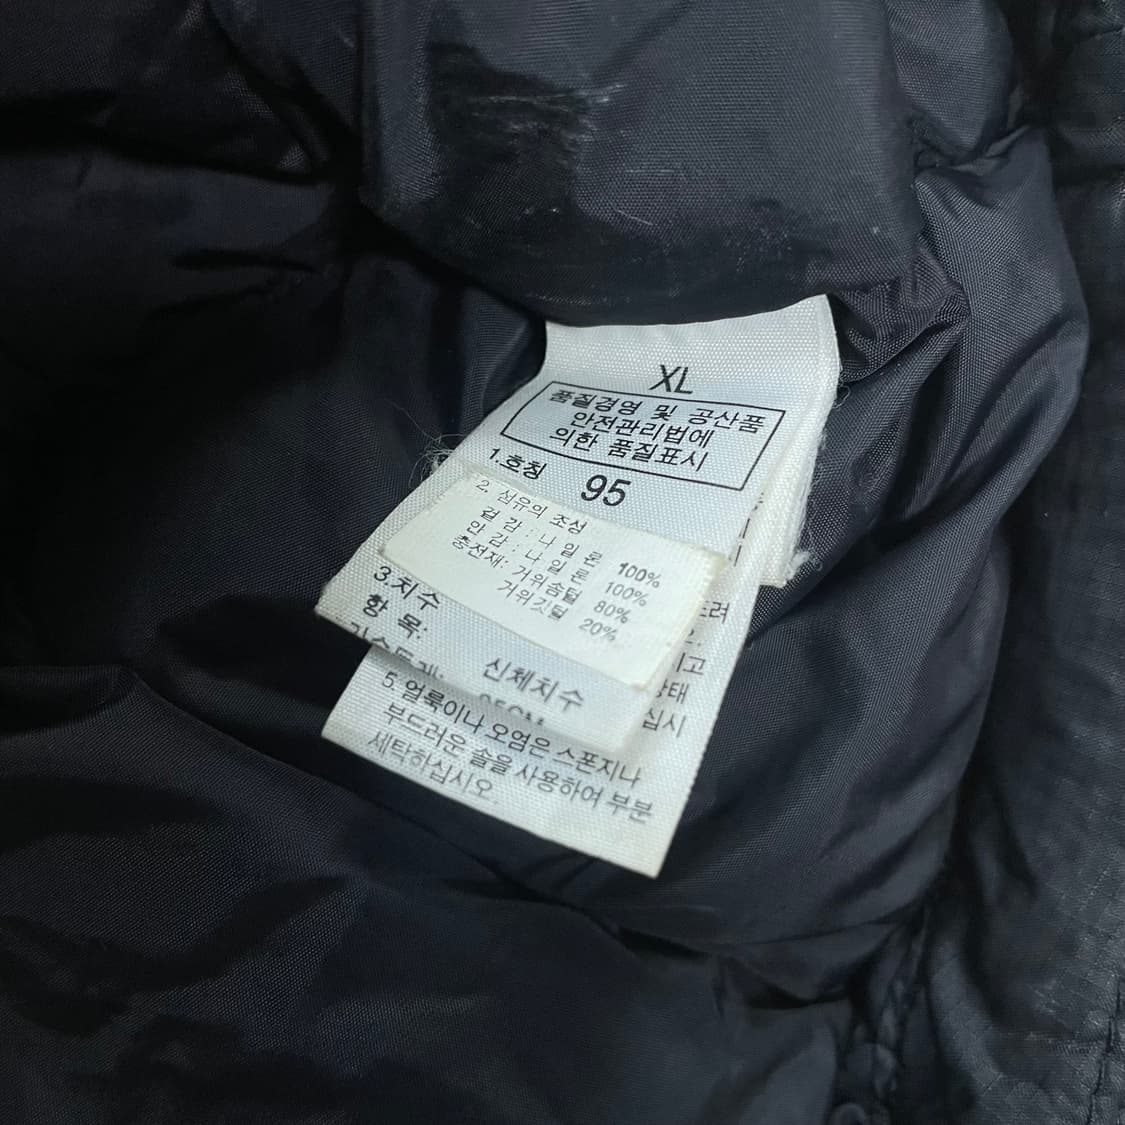 XL
품질경영 및 공산품
안전관리법에
의한 품질표시
1.호칭 95
2. 섬유의 조성
겉 감 : 나 일 론 100%
안 감 : 나 일 론 100%
충전재: 거위솜털 80%
거위깃털 20%
3.치수
항 목: 신체치수
5. 얼룩이나 오염은 스폰지나
부드러운 솔을 사용하여 부분
세탁하십시오.